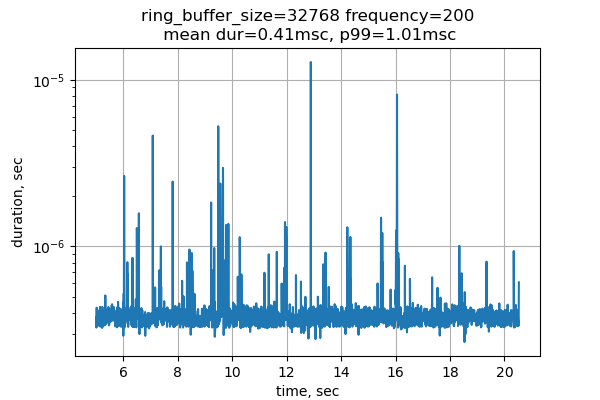 ring_buffer_size=32768 frequency=200
mean dur=0.41msc, p99=1.01msc
duration, sec
10⁻⁵
10⁻⁶
6 8 10 12 14 16 18 20
time, sec